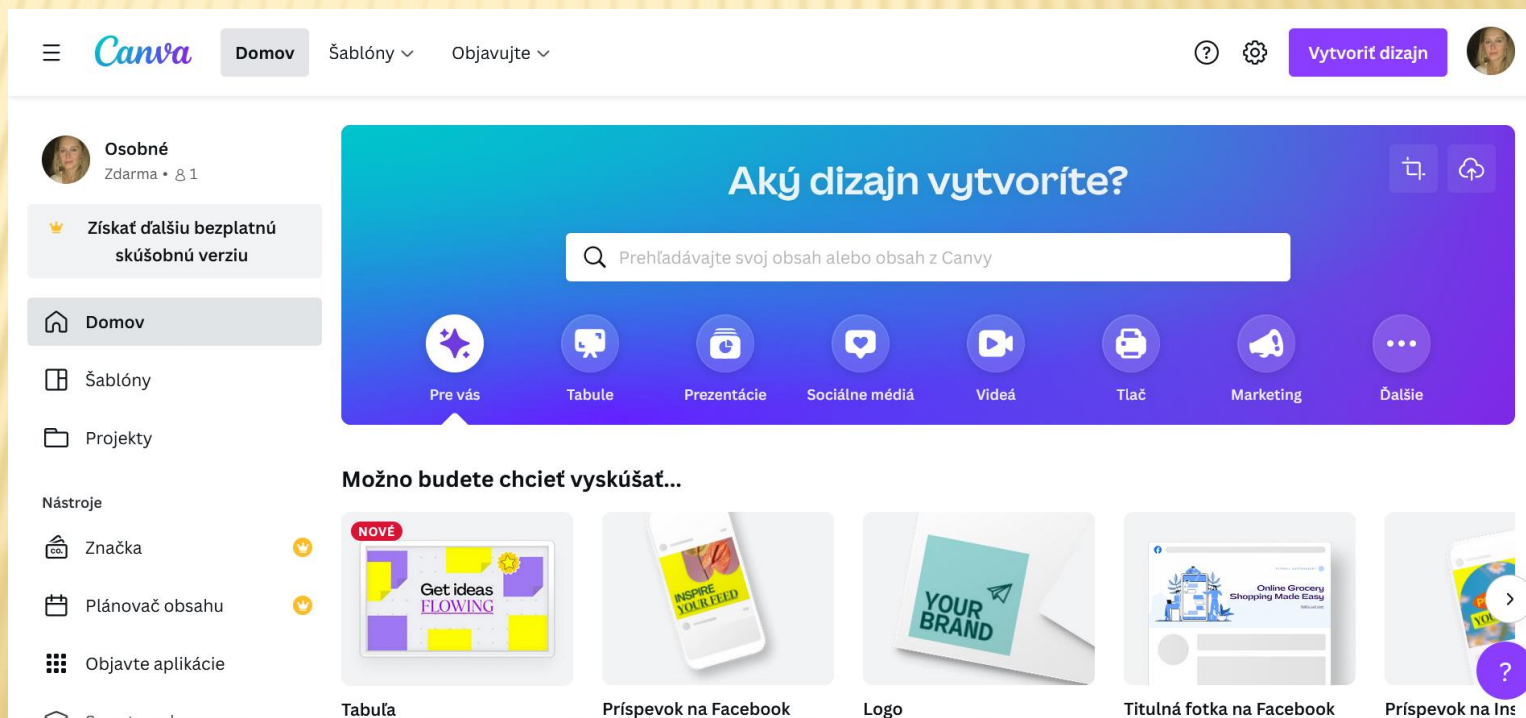 Canva
Domov
Šablóny
Objavujte
Vytvoriť dizajn
Osobné
Zdarma • 1
Získať ďalšiu bezplatnú
skúšobnú verziu
Domov
Šablóny
Projekty
Nástroje
Značka
Plánovač obsahu
Objavte aplikácie
Aký dizajn vytvoríte?
Prehľadávajte svoj obsah alebo obsah z Canvy
Pre vás
Tabule
Prezentácie
Sociálne médiá
Videá
Tlač
Marketing
Ďalšie
Možno budete chcieť vyskúšať...
NOVÉ
Get ideas
FLOWING
INSPIRE
YOUR FEED
YOUR
BRAND
Online Grocery
Shopping Made Easy
?
Tabuľa
Príspevok na Facebook
Logo
Titulná fotka na Facebook
Príspevok na Ins